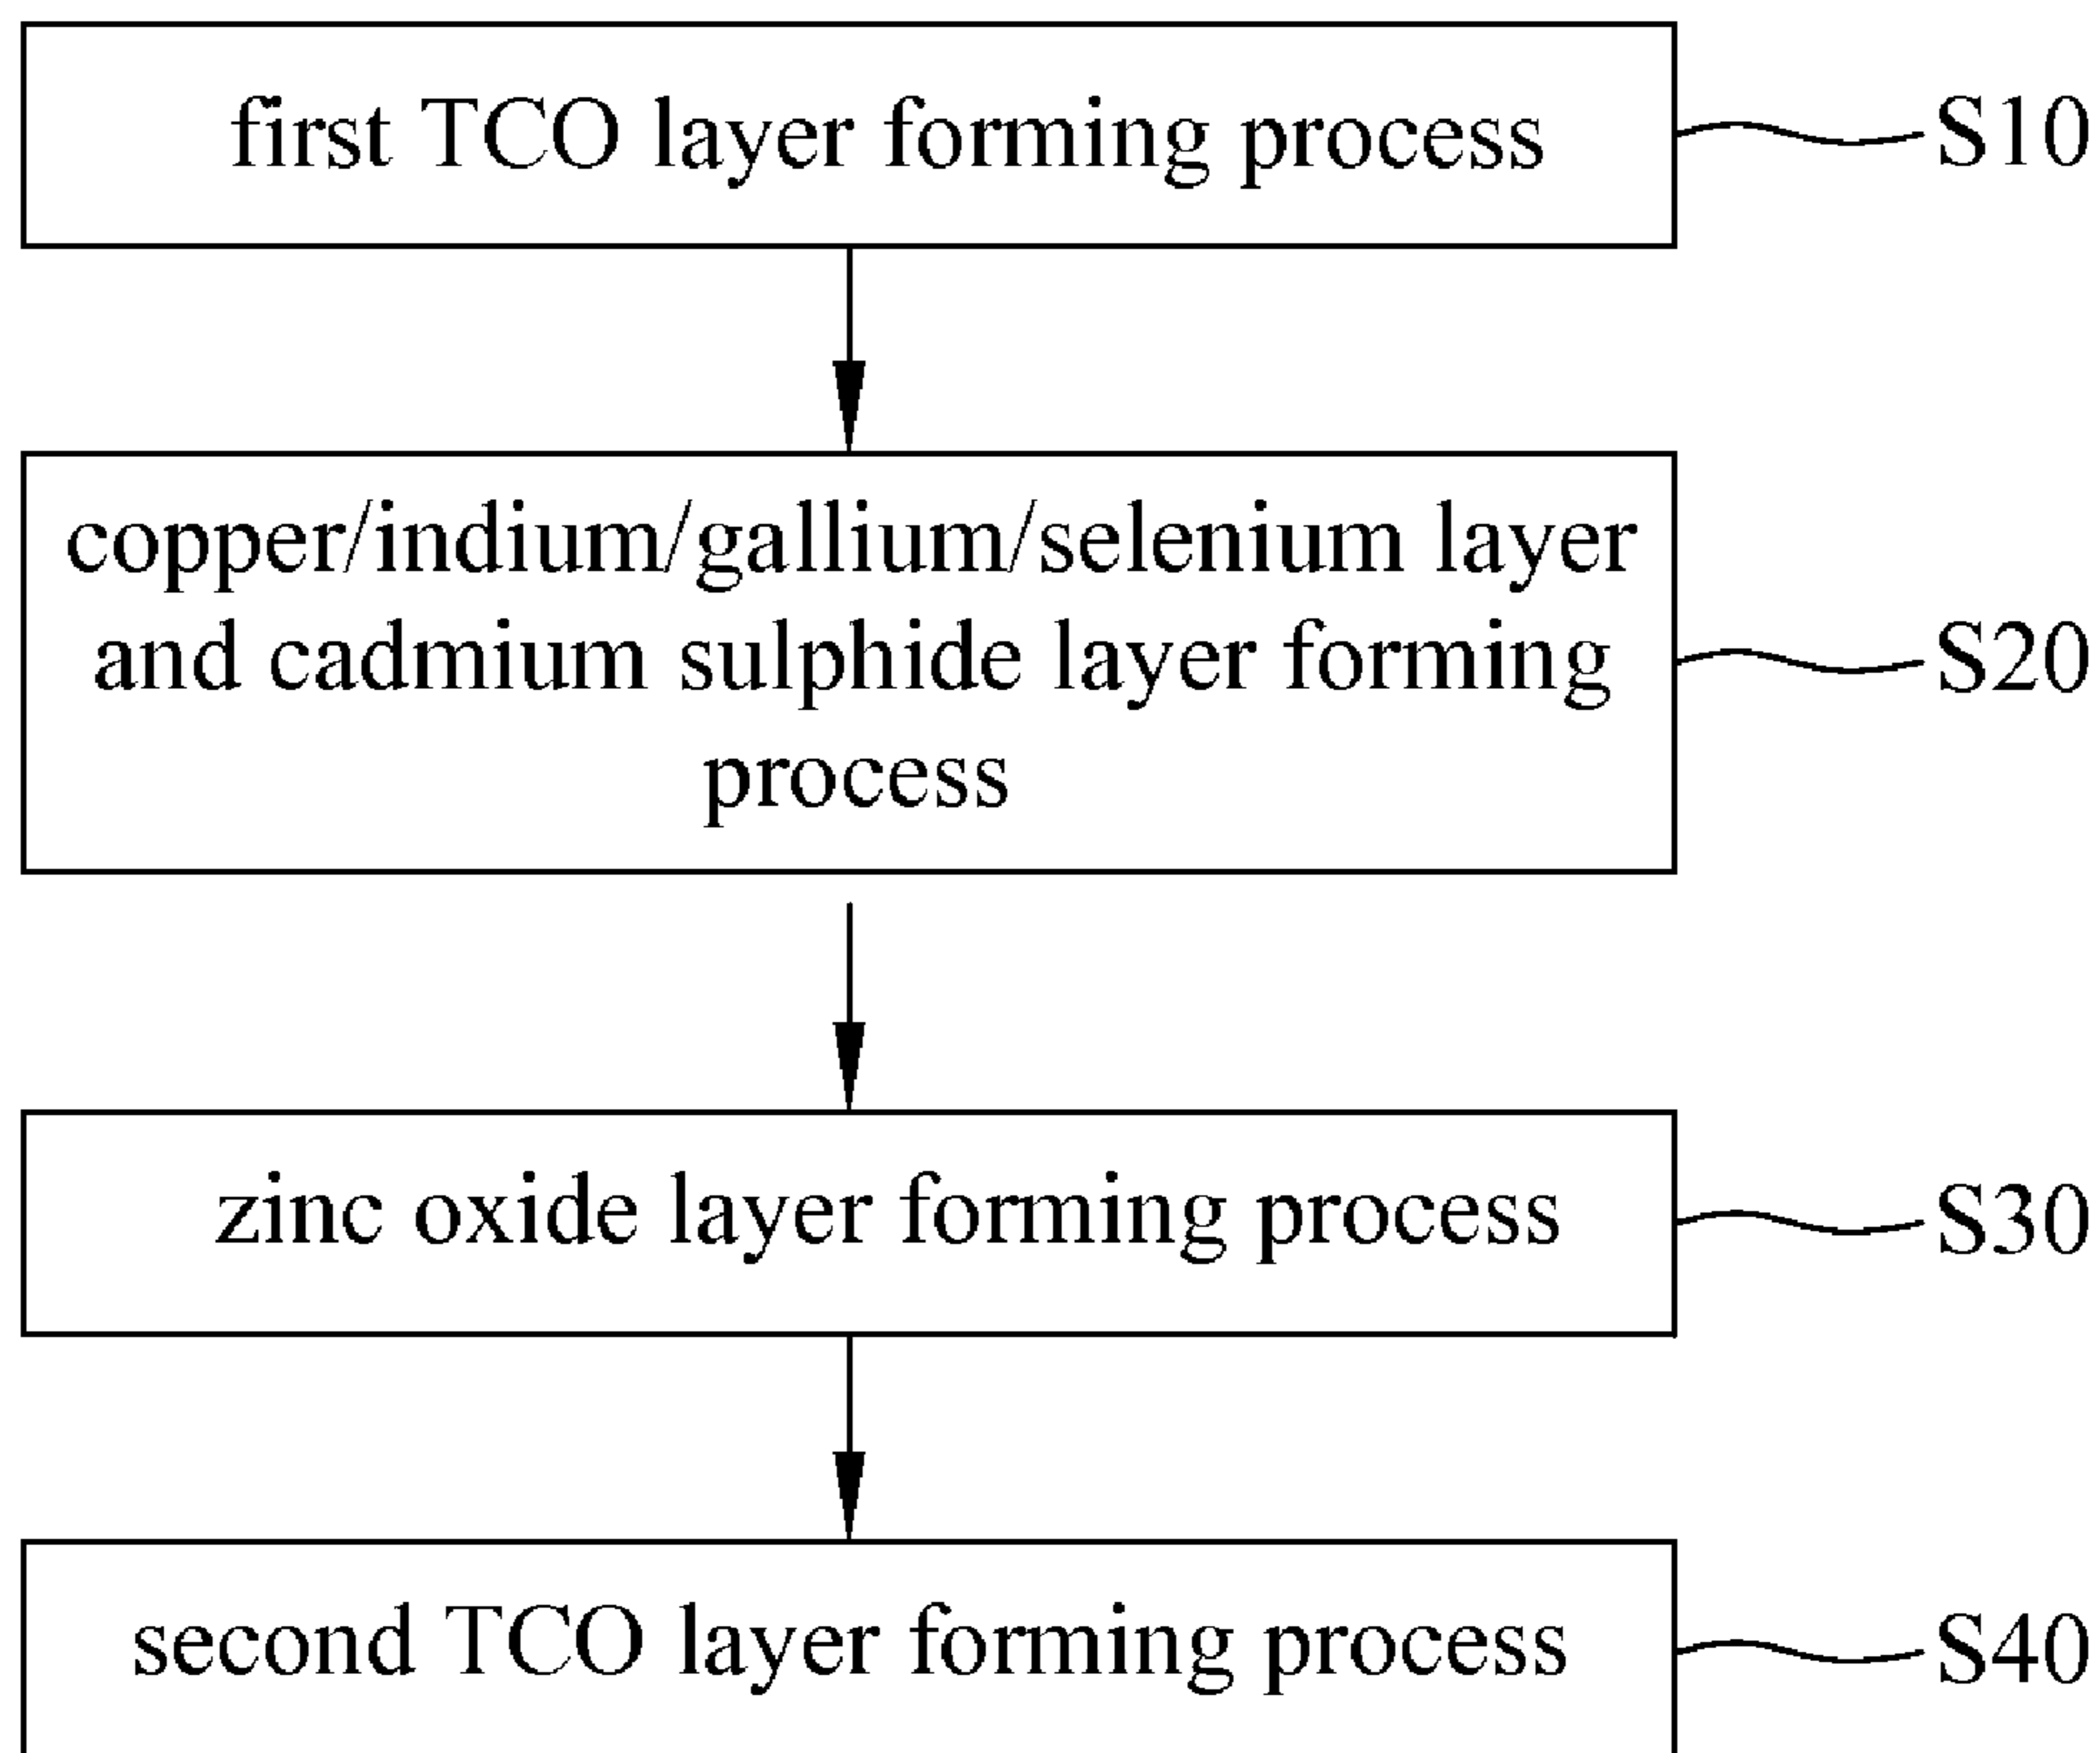 first TCO layer forming process
S10
copper/indium/gallium/selenium layer
and cadmium sulphide layer forming
process
S20
zinc oxide layer forming process
S30
second TCO layer forming process
S40